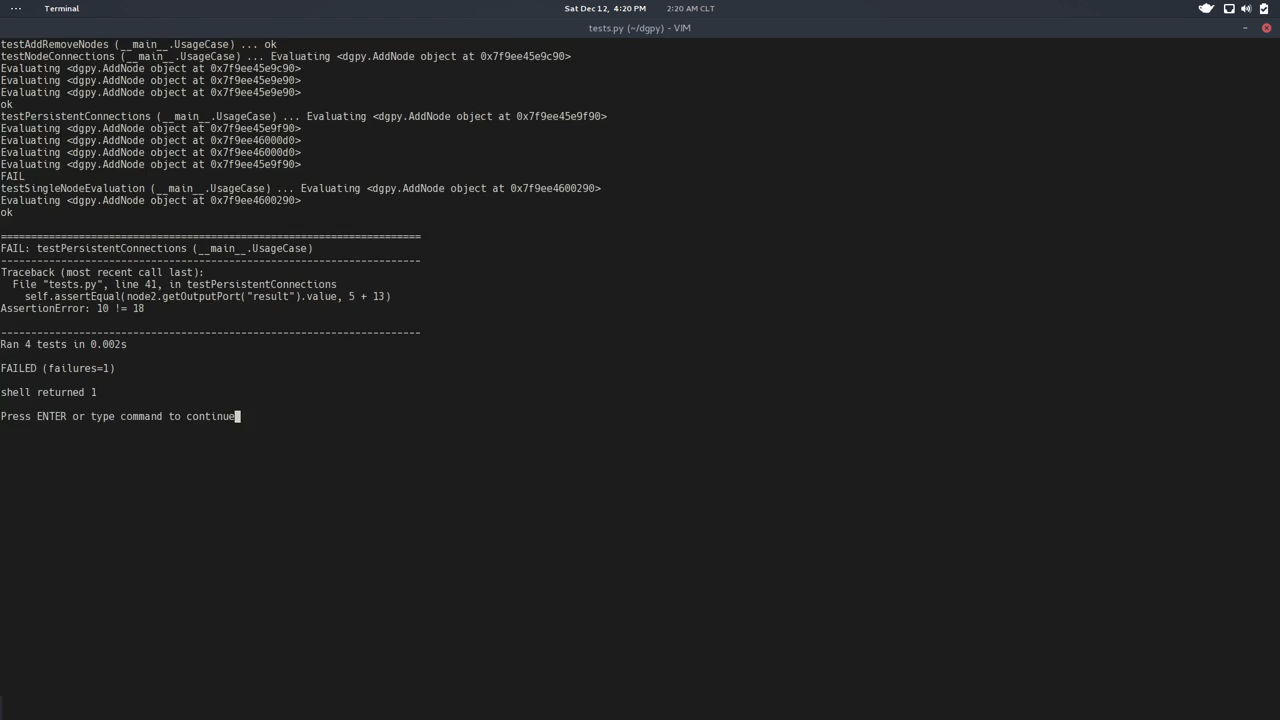 Terminal
Sat Dec 12, 4:20 PM 2:20 AM CLT
tests.py (~/dgpy) - VIM
testAddRemoveNodes (__main__.UsageCase) ... ok
testNodeConnections (__main__.UsageCase) ... Evaluating <dgpy.AddNode object at 0x7f9ee45e9c90>
Evaluating <dgpy.AddNode object at 0x7f9ee45e9c90>
Evaluating <dgpy.AddNode object at 0x7f9ee45e9e90>
Evaluating <dgpy.AddNode object at 0x7f9ee45e9e90>
ok
testPersistentConnections (__main__.UsageCase) ... Evaluating <dgpy.AddNode object at 0x7f9ee45e9f90>
Evaluating <dgpy.AddNode object at 0x7f9ee45e9f90>
Evaluating <dgpy.AddNode object at 0x7f9ee46000d0>
Evaluating <dgpy.AddNode object at 0x7f9ee46000d0>
Evaluating <dgpy.AddNode object at 0x7f9ee45e9f90>
FAIL
testSingleNodeEvaluation (__main__.UsageCase) ... Evaluating <dgpy.AddNode object at 0x7f9ee4600290>
Evaluating <dgpy.AddNode object at 0x7f9ee4600290>
ok
======================================================================
FAIL: testPersistentConnections (__main__.UsageCase)
----------------------------------------------------------------------
Traceback (most recent call last):
File "tests.py", line 41, in testPersistentConnections
self.assertEqual(node2.getOutputPort("result").value, 5 + 13)
AssertionError: 10 != 18
----------------------------------------------------------------------
Ran 4 tests in 0.002s
FAILED (failures=1)
shell returned 1
Press ENTER or type command to continue